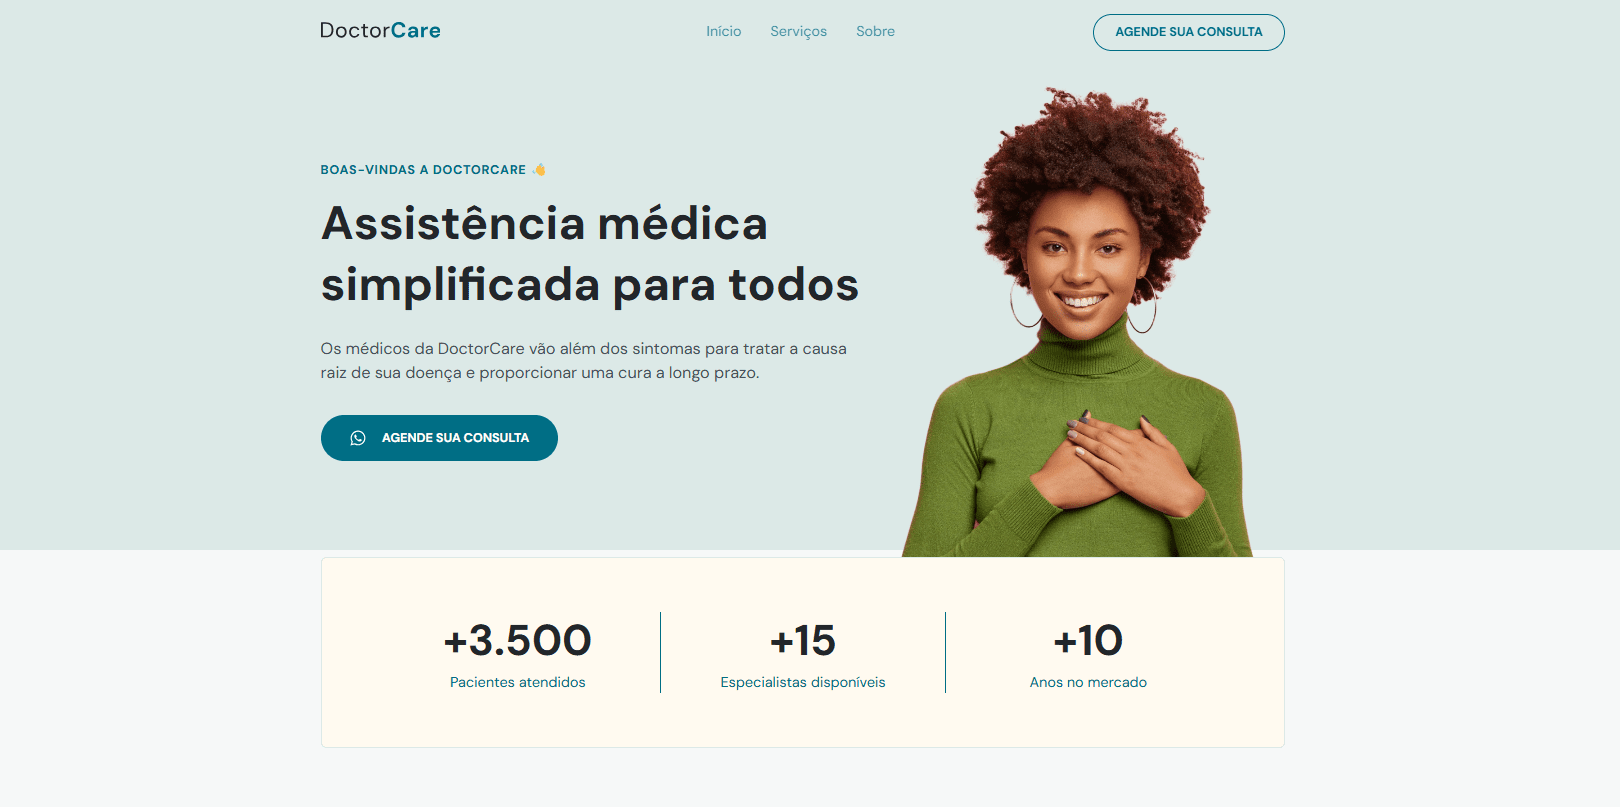 DoctorCare
Início
Serviços
Sobre
AGENDE SUA CONSULTA
BOAS-VINDAS A DOCTORCARE 👋
Assistência médica
simplificada para todos
Os médicos da DoctorCare vão além dos sintomas para tratar a causa
raiz de sua doença e proporcionar uma cura a longo prazo.
AGENDE SUA CONSULTA
+3.500
Pacientes atendidos
+15
Especialistas disponíveis
+10
Anos no mercado